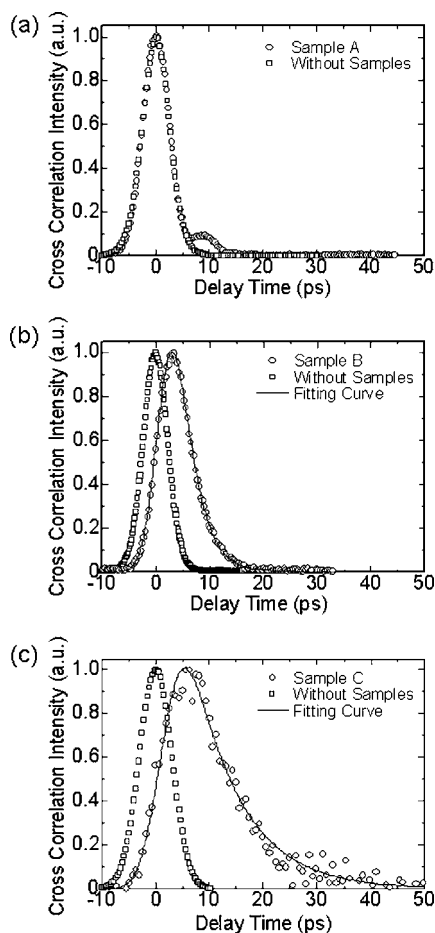 (a)
Cross Correlation Intensity (a.u.)
1.0
0.8
0.6
0.4
0.2
0
Sample A
Without Samples
-10 0 10 20 30 40 50
Delay Time (ps)
(b)
Cross Correlation Intensity (a.u.)
1.0
0.8
0.6
0.4
0.2
0
Sample B
Without Samples
Fitting Curve
-10 0 10 20 30 40 50
Delay Time (ps)
(c)
Cross Correlation Intensity (a.u.)
1.0
0.8
0.6
0.4
0.2
0
Sample C
Without Samples
Fitting Curve
-10 0 10 20 30 40 50
Delay Time (ps)